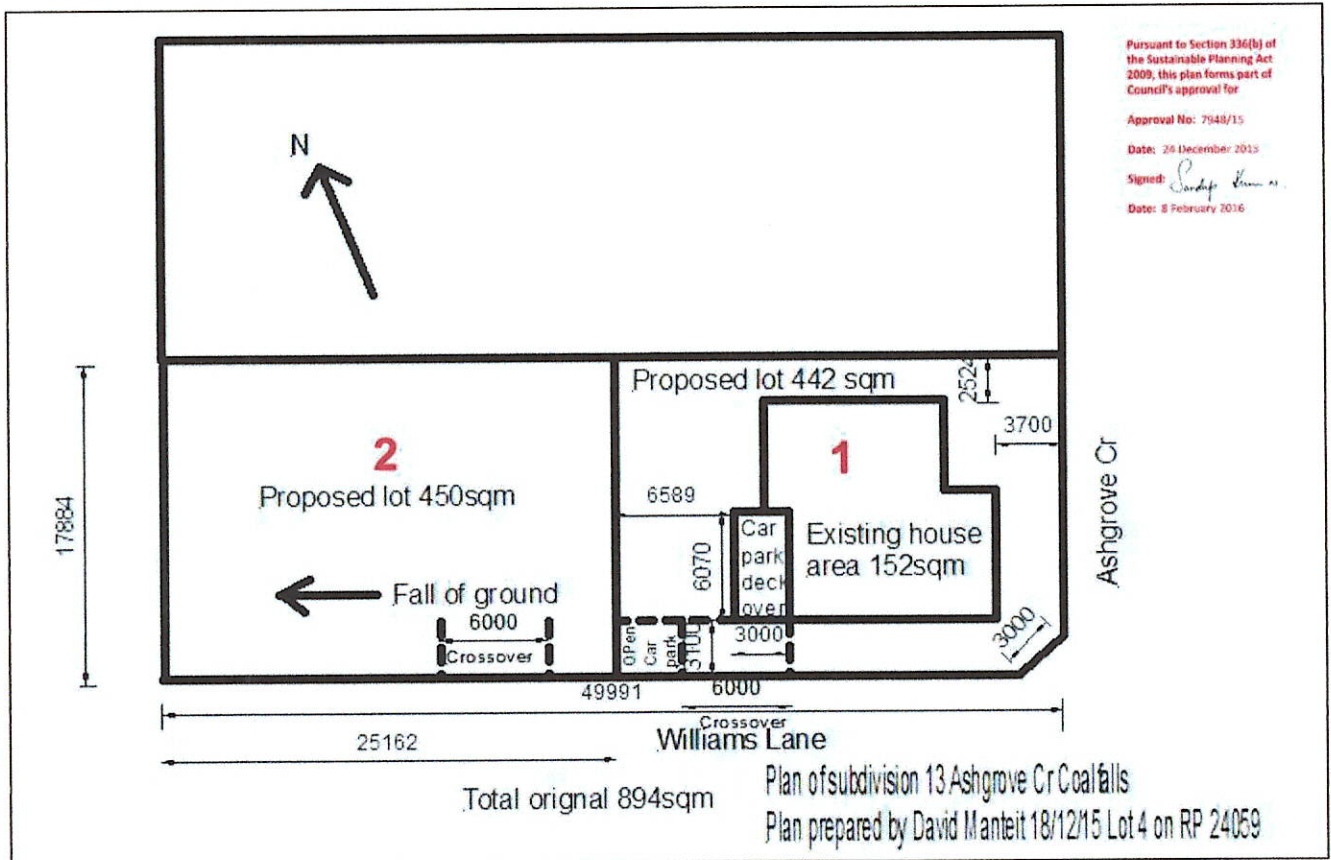 Pursuant to Section 336(b) of
the Sustainable Planning Act
2009, this plan forms part of
Council's approval for
Approval No: 7948/15
Date: 24 December 2015
Signed:
Date: 8 February 2016
N
Proposed lot 442 sqm
2524
3700
2
1
Proposed lot 450sqm
6589
17884
Car
park
deck
over
6070
Existing house
area 152sqm
Ashgrove Cr
Fall of ground
6000
Crossover
OPen
Car
park
3100
3000
3000
49991
6000
Crossover
25162
Williams Lane
Total orignal 894sqm
Plan of subdivision 13 Ashgrove Cr Coalfalls
Plan prepared by David Manteit 18/12/15 Lot 4 on RP 24059